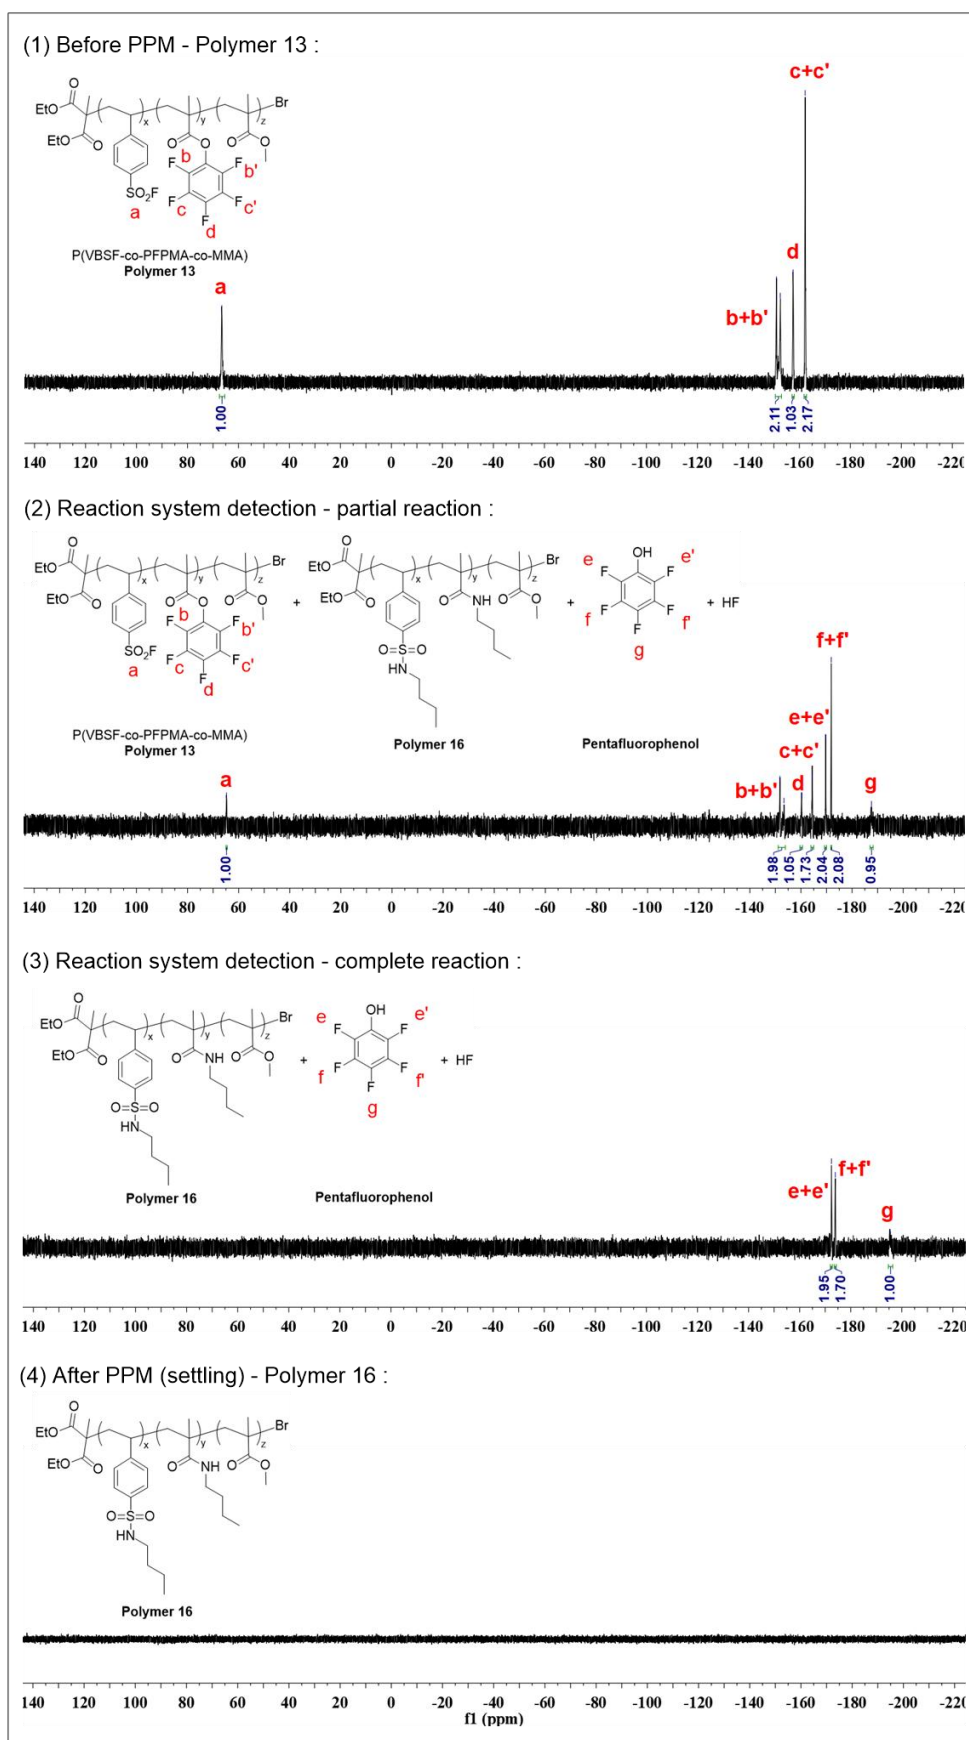 (1) Before PPM - Polymer 13 :
c+c'
O
EtO
EtO
O
x
y
z
Br
O
O
O
O
b
F
F b'
SO2F
F
F
c
c'
a
F
d
P(VBSF-co-PFPMA-co-MMA)
Polymer 13
a
b+b'
d
1.00
2.11
1.03
2.17
140 120 100 80 60 40 20 0 -20 -40 -60 -80 -100 -120 -140 -160 -180 -200 -220
(2) Reaction system detection - partial reaction :
O
EtO
EtO
O
x
y
z
Br
O
O
O
O
b
F
F b'
SO2F
F
F
c
c'
a
F
d
+
O
EtO
EtO
O
x
y
z
Br
O
NH
O
O
O=S=O
HN
+
OH
e
e'
F
F
F
F
f
F
f'
g
+ HF
P(VBSF-co-PFPMA-co-MMA)
Polymer 13
Polymer 16
Pentafluorophenol
f+f'
e+e'
c+c'
a
b+b'
d
g
1.00
1.98
1.05
1.73
2.04
2.08
0.95
140 120 100 80 60 40 20 0 -20 -40 -60 -80 -100 -120 -140 -160 -180 -200 -220
(3) Reaction system detection - complete reaction :
O
EtO
EtO
O
x
y
z
Br
O
NH
O
O
O=S=O
HN
+
OH
e
e'
F
F
F
F
f
F
f'
g
+ HF
Polymer 16
Pentafluorophenol
f+f'
e+e'
g
1.95
1.70
1.00
140 120 100 80 60 40 20 0 -20 -40 -60 -80 -100 -120 -140 -160 -180 -200 -220
(4) After PPM (settling) - Polymer 16 :
O
EtO
EtO
O
x
y
z
Br
O
NH
O
O
O=S=O
HN
Polymer 16
140 120 100 80 60 40 20 0 -20 -40 -60 -80 -100 -120 -140 -160 -180 -200 -220
f1 (ppm)